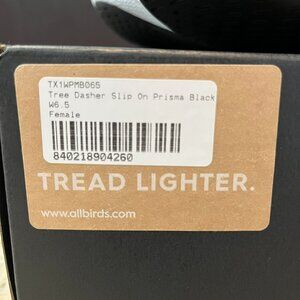 TX1WPMB065
Tree Dasher Slip On Prisma Black
W6.5
Female
840218904260
TREAD LIGHTER.
www.allbirds.com